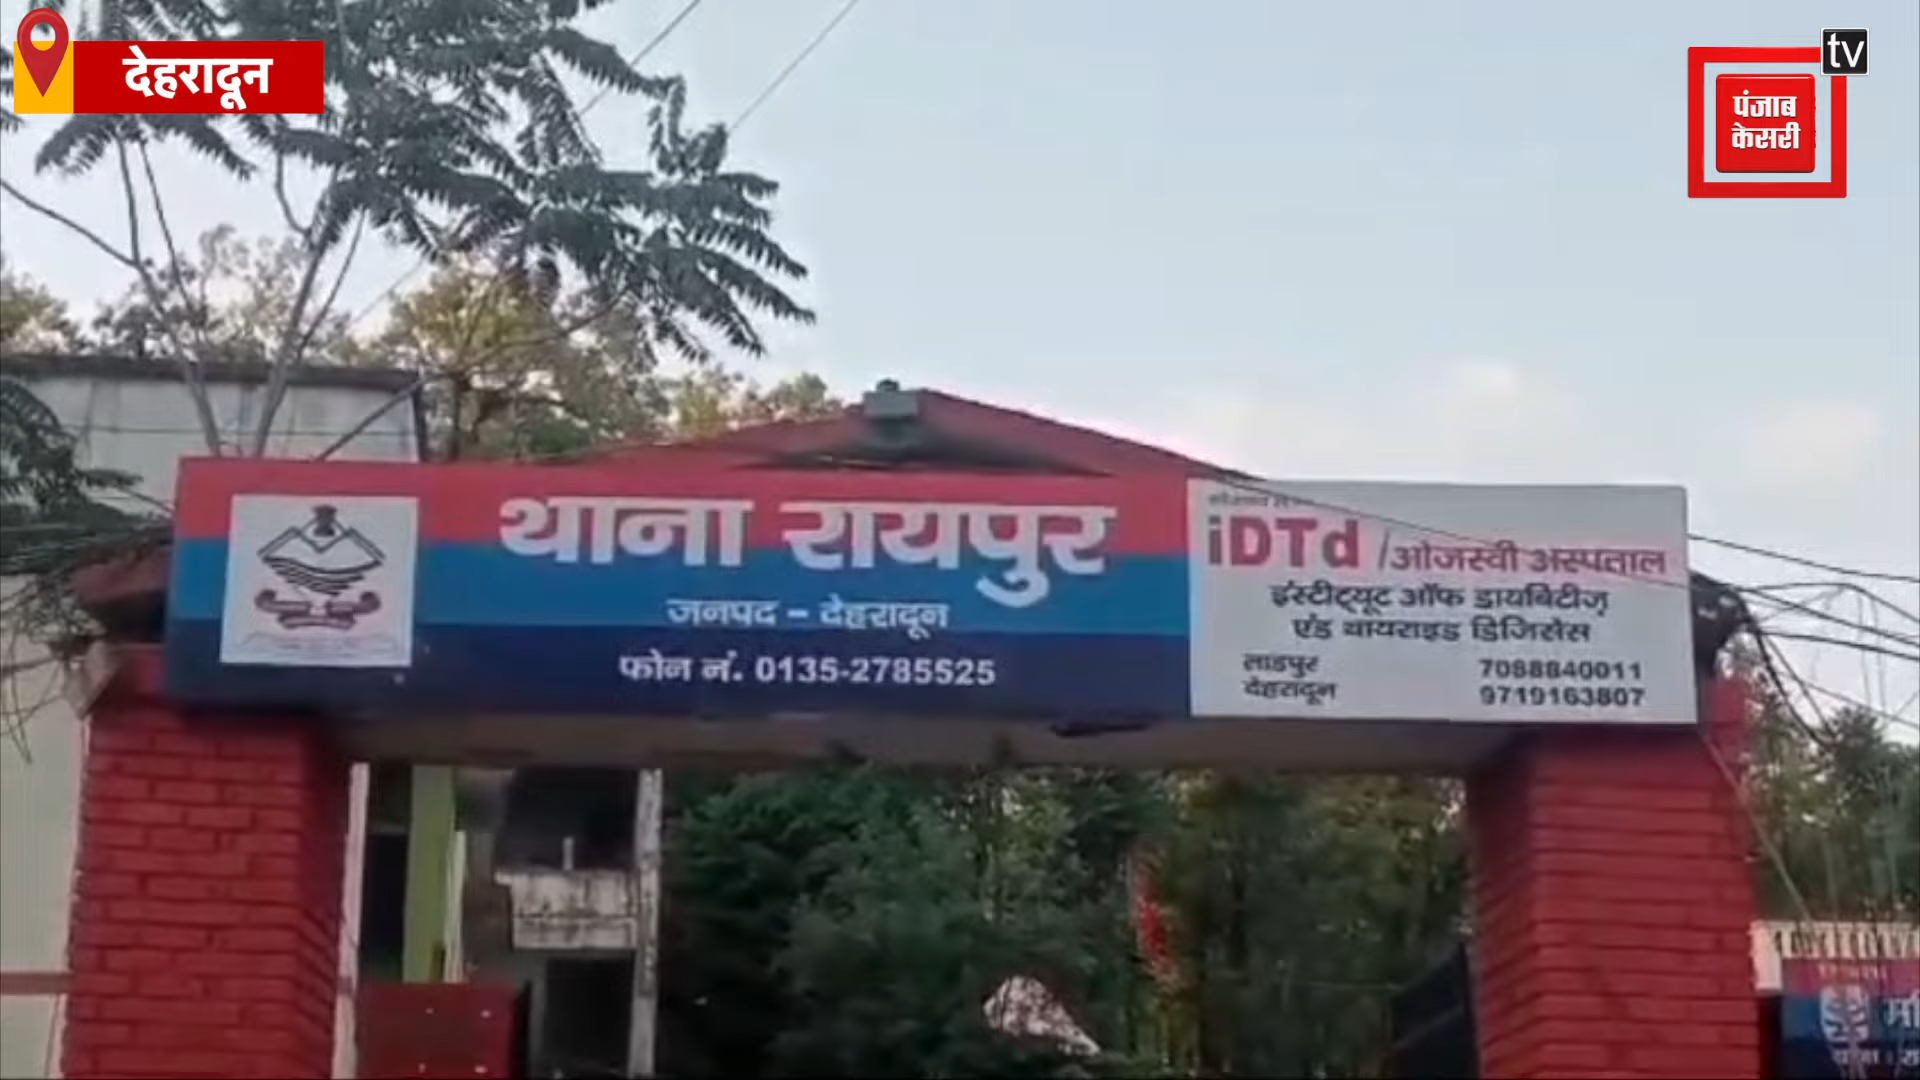 देहरादून
tv
पंजाब
केसरी
थाना रायपुर
जनपद - देहरादून
फोन नं. 0135-2785525
iDTd /ओजस्वी अस्पताल
इंस्टीट्यूट ऑफ डायबिटीज़
एंड थायराइड डिजिसेस
लाडपुर 7088840011
देहरादून 9719163807